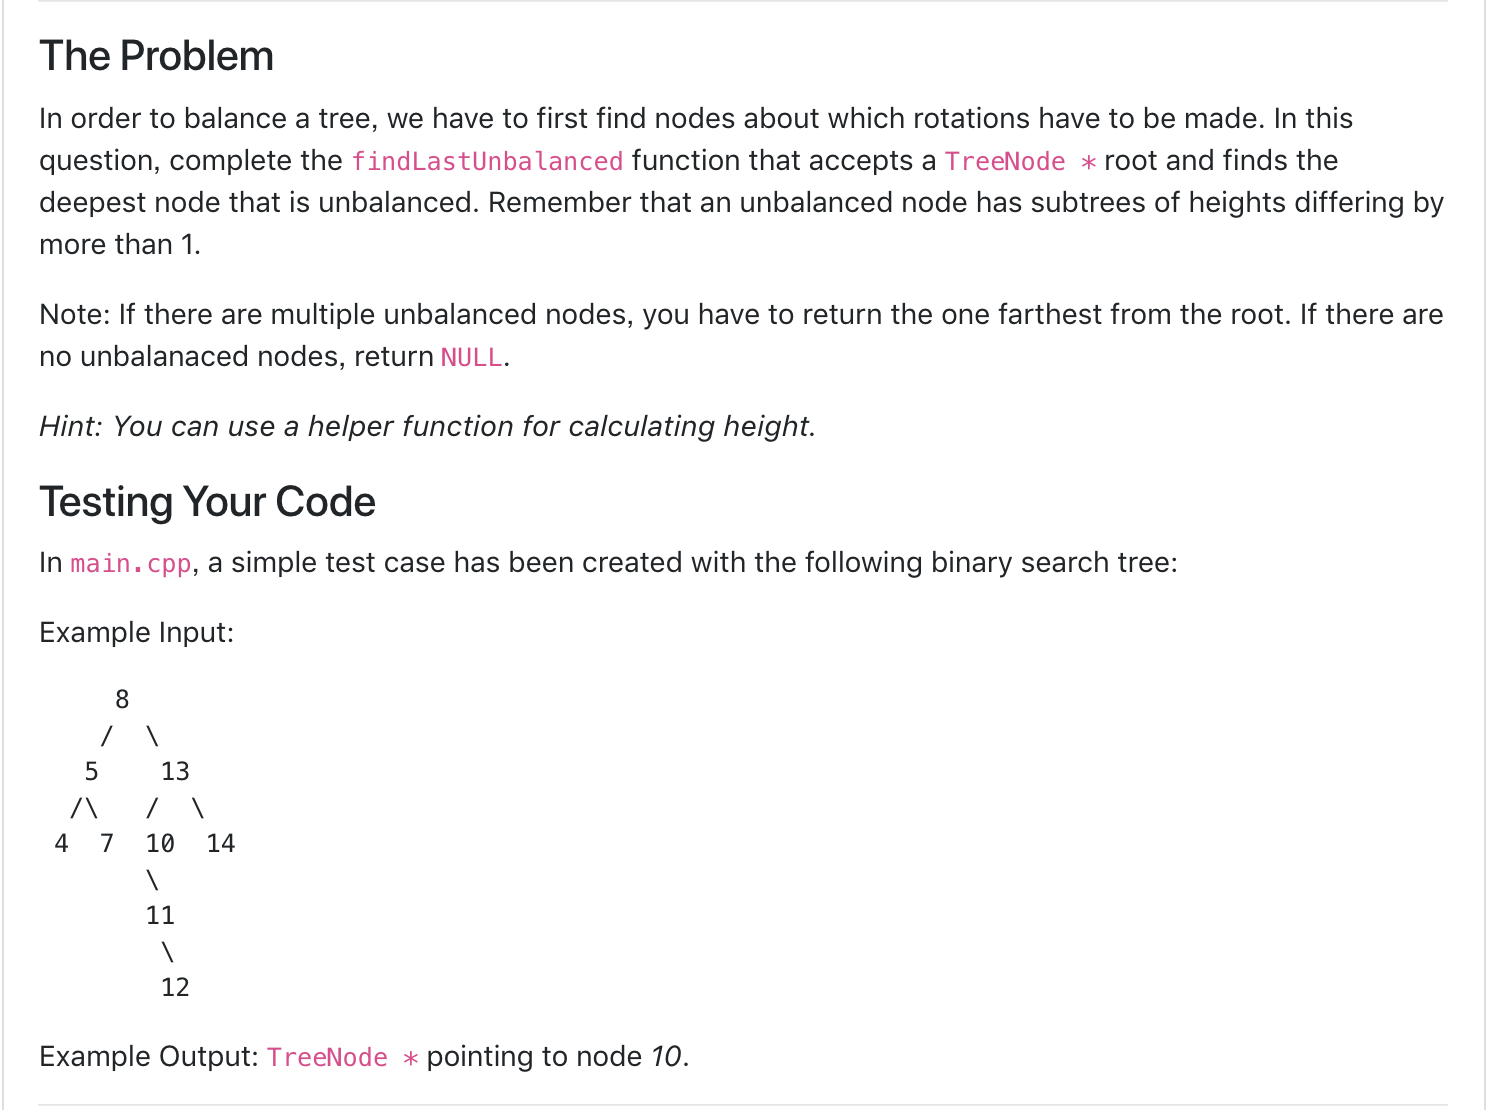 The Problem
In order to balance a tree, we have to first find nodes about which rotations have to be made. In this
question, complete the findLastUnbalanced function that accepts a TreeNode * root and finds the
deepest node that is unbalanced. Remember that an unbalanced node has subtrees of heights differing by
more than 1.
Note: If there are multiple unbalanced nodes, you have to return the one farthest from the root. If there are
no unbalanaced nodes, return NULL.
Hint: You can use a helper function for calculating height.
Testing Your Code
In main.cpp, a simple test case has been created with the following binary search tree:
Example Input:
8
/ \
5 13
/\ / \
4 7 10 14
\
11
\
12
Example Output: TreeNode * pointing to node 10.